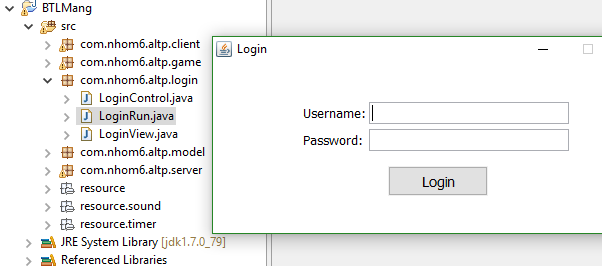 BTLMang
src
com.nhom6.altp.client
com.nhom6.altp.game
com.nhom6.altp.login
LoginControl.java
LoginRun.java
LoginView.java
com.nhom6.altp.model
com.nhom6.altp.server
resource
resource.sound
resource.timer
JRE System Library [jdk1.7.0_79]
Referenced Libraries
Login
Username:
Password:
Login